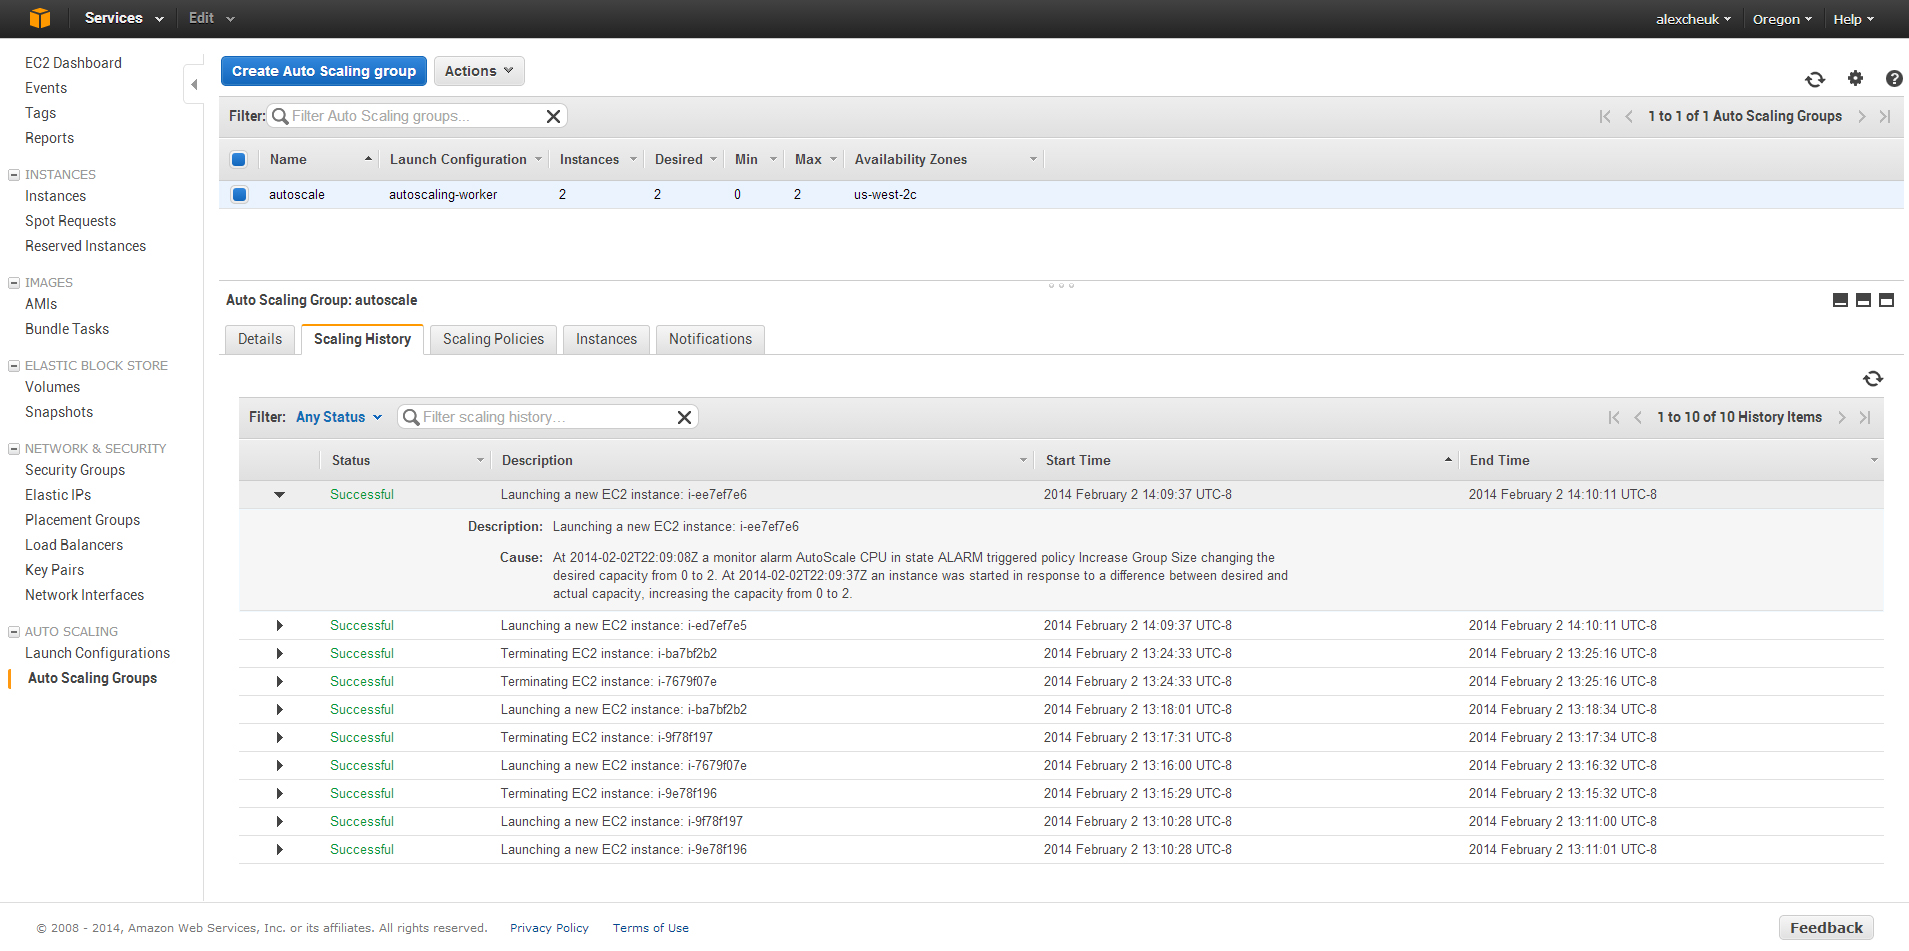 Services Edit alexcheuk Oregon Help
EC2 Dashboard
Events
Tags
Reports
INSTANCES
Instances
Spot Requests
Reserved Instances
IMAGES
AMIs
Bundle Tasks
ELASTIC BLOCK STORE
Volumes
Snapshots
NETWORK & SECURITY
Security Groups
Elastic IPs
Placement Groups
Load Balancers
Key Pairs
Network Interfaces
AUTO SCALING
Launch Configurations
Auto Scaling Groups
Create Auto Scaling group Actions
Filter: Filter Auto Scaling groups... 1 to 1 of 1 Auto Scaling Groups
Name Launch Configuration Instances Desired Min Max Availability Zones
autoscale autoscaling-worker 2 2 0 2 us-west-2c
Auto Scaling Group: autoscale
Details Scaling History Scaling Policies Instances Notifications
Filter: Any Status Filter scaling history... 1 to 10 of 10 History Items
Status Description Start Time End Time
Successful Launching a new EC2 instance: i-ee7ef7e6 2014 February 2 14:09:37 UTC-8 2014 February 2 14:10:11 UTC-8
Description: Launching a new EC2 instance: i-ee7ef7e6
Cause: At 2014-02-02T22:09:08Z a monitor alarm AutoScale CPU in state ALARM triggered policy Increase Group Size changing the
desired capacity from 0 to 2. At 2014-02-02T22:09:37Z an instance was started in response to a difference between desired and
actual capacity, increasing the capacity from 0 to 2.
Successful Launching a new EC2 instance: i-ed7ef7e5 2014 February 2 14:09:37 UTC-8 2014 February 2 14:10:11 UTC-8
Successful Terminating EC2 instance: i-ba7bf2b2 2014 February 2 13:24:33 UTC-8 2014 February 2 13:25:16 UTC-8
Successful Terminating EC2 instance: i-7679f07e 2014 February 2 13:24:33 UTC-8 2014 February 2 13:25:16 UTC-8
Successful Launching a new EC2 instance: i-ba7bf2b2 2014 February 2 13:18:01 UTC-8 2014 February 2 13:18:34 UTC-8
Successful Terminating EC2 instance: i-9f78f197 2014 February 2 13:17:31 UTC-8 2014 February 2 13:17:34 UTC-8
Successful Launching a new EC2 instance: i-7679f07e 2014 February 2 13:16:00 UTC-8 2014 February 2 13:16:32 UTC-8
Successful Terminating EC2 instance: i-9e78f196 2014 February 2 13:15:29 UTC-8 2014 February 2 13:15:32 UTC-8
Successful Launching a new EC2 instance: i-9f78f197 2014 February 2 13:10:28 UTC-8 2014 February 2 13:11:00 UTC-8
Successful Launching a new EC2 instance: i-9e78f196 2014 February 2 13:10:28 UTC-8 2014 February 2 13:11:01 UTC-8
© 2008 - 2014, Amazon Web Services, Inc. or its affiliates. All rights reserved. Privacy Policy Terms of Use Feedback